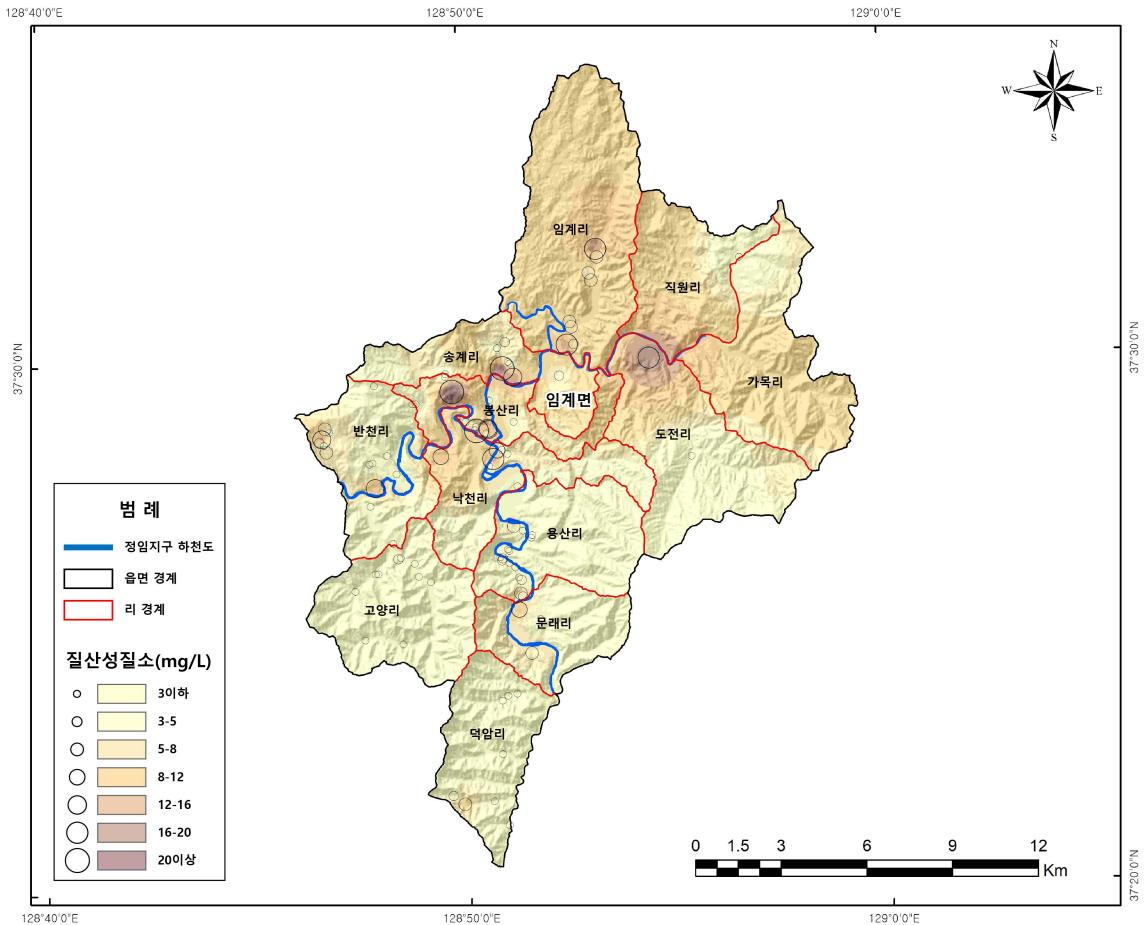 128°40'0"E
128°50'0"E
129°0'0"E
N
W
E
S
임계리
직원리
37°30'0"N
37°30'0"N
송계리
가목리
임계면
봉산리
반천리
도전리
낙천리
용산리
고양리
문래리
덕암리
범 례
정임지구 하천도
읍면 경계
리 경계
질산성질소(mg/L)
3이하
3-5
5-8
8-12
12-16
16-20
20이상
0 1.5 3 6 9 12
Km
37°20'0"N
128°40'0"E
128°50'0"E
129°0'0"E